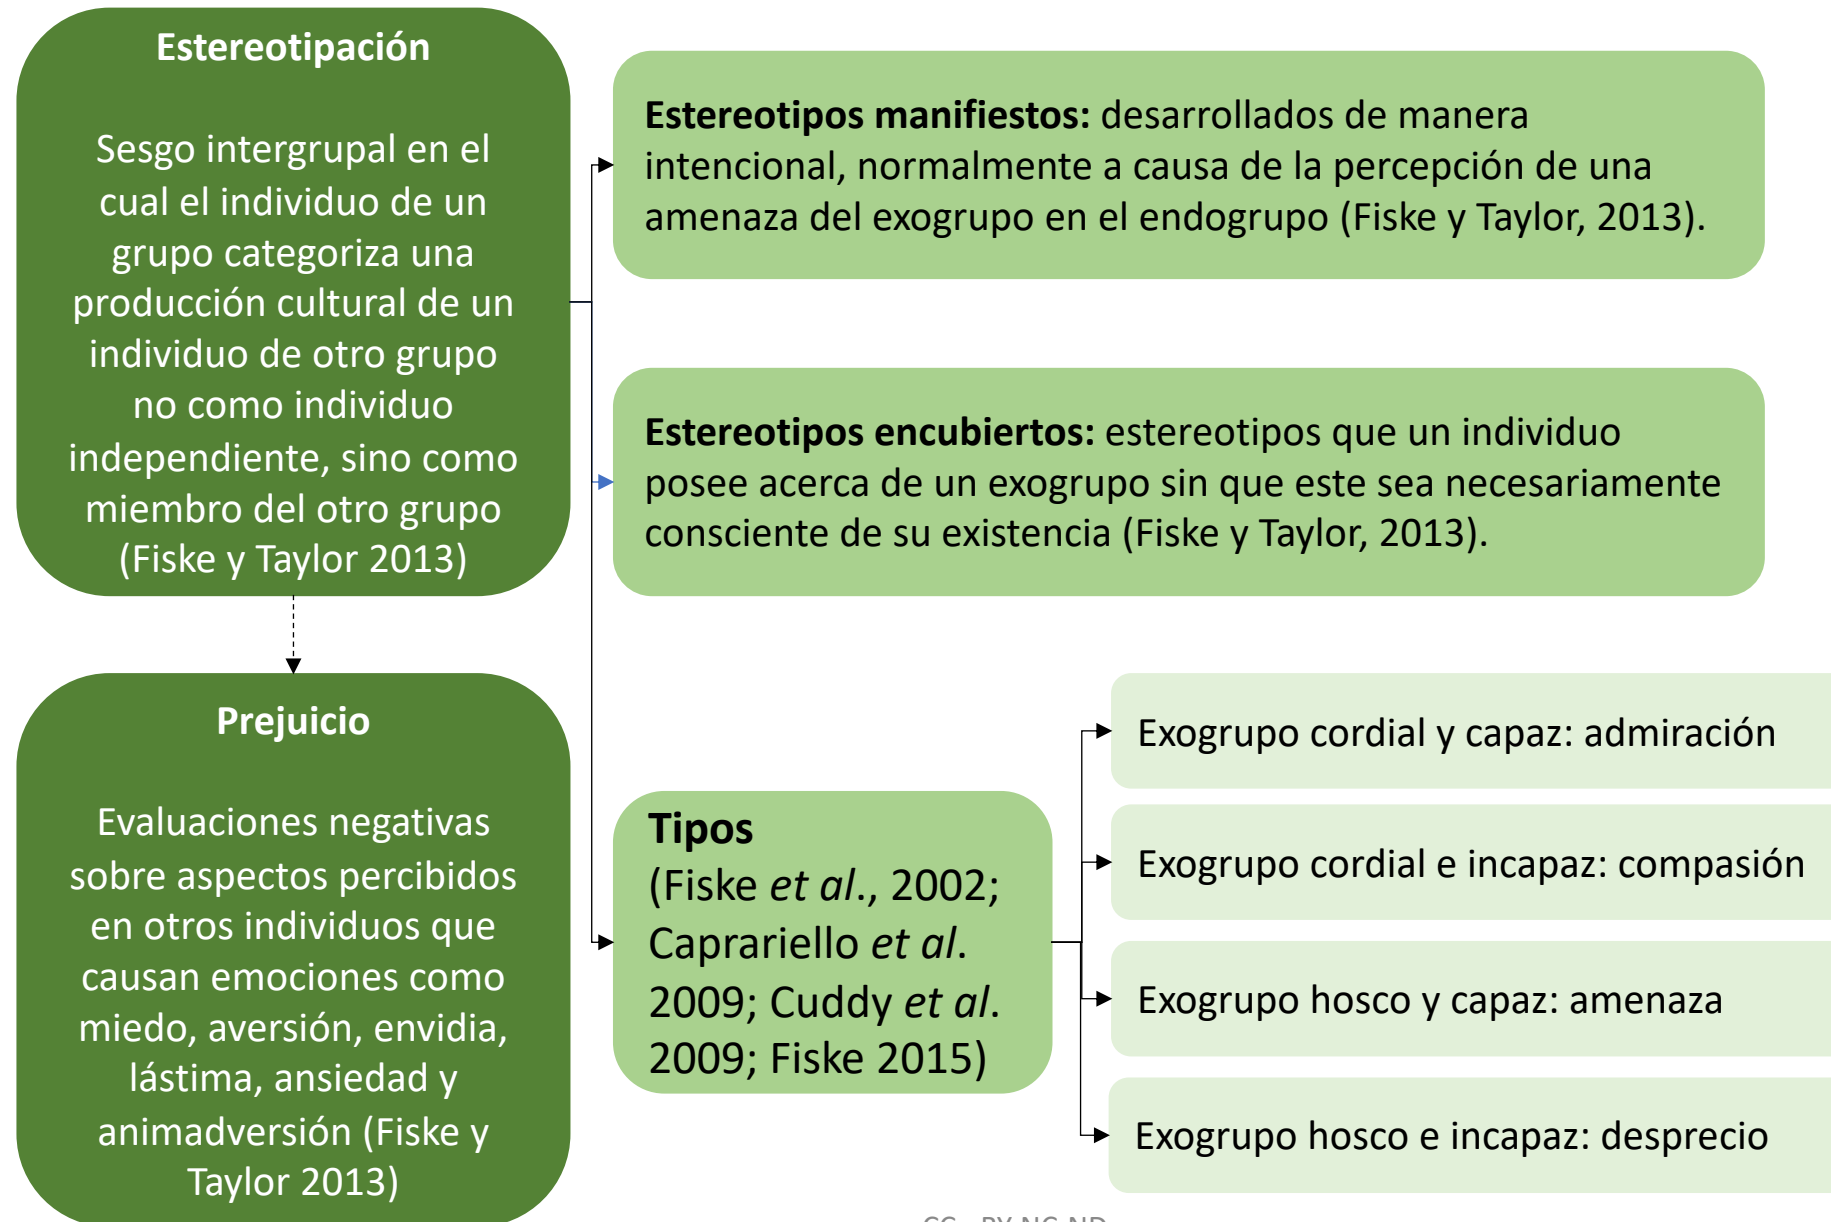 Estereotipación
Sesgo intergrupal en el
cual el individuo de un
grupo categoriza una
producción cultural de un
individuo de otro grupo
no como individuo
independiente, sino como
miembro del otro grupo
(Fiske y Taylor 2013)
Estereotipos manifiestos: desarrollados de manera
intencional, normalmente a causa de la percepción de una
amenaza del exogrupo en el endogrupo (Fiske y Taylor, 2013).
Estereotipos encubiertos: estereotipos que un individuo
posee acerca de un exogrupo sin que este sea necesariamente
consciente de su existencia (Fiske y Taylor, 2013).
Prejuicio
Evaluaciones negativas
sobre aspectos percibidos
en otros individuos que
causan emociones como
miedo, aversión, envidia,
lástima, ansiedad y
animadversión (Fiske y
Taylor 2013)
Tipos
(Fiske et al., 2002;
Caprariello et al.
2009; Cuddy et al.
2009; Fiske 2015)
Exogrupo cordial y capaz: admiración
Exogrupo cordial e incapaz: compasión
Exogrupo hosco y capaz: amenaza
Exogrupo hosco e incapaz: desprecio